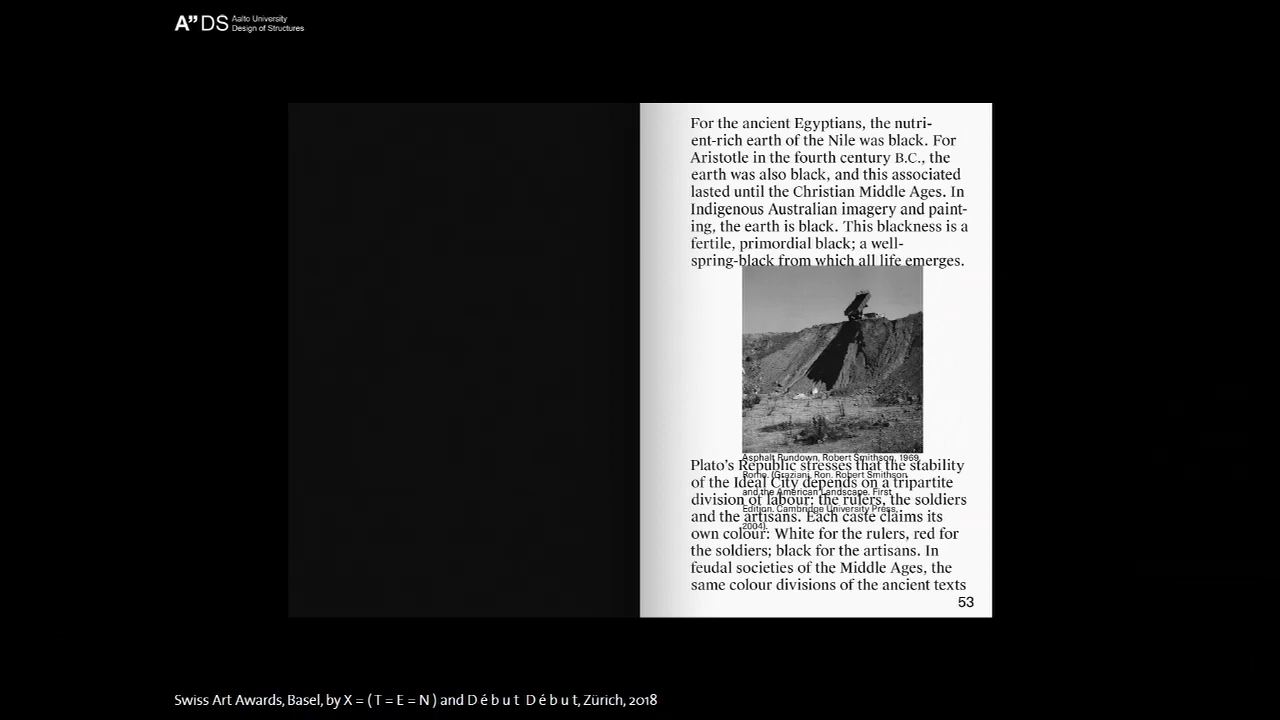 A” DS Aalto University
Design of Structures
For the ancient Egyptians, the nutri-
ent-rich earth of the Nile was black. For
Aristotle in the fourth century B.C., the
earth was also black, and this associated
lasted until the Christian Middle Ages. In
Indigenous Australian imagery and paint-
ing, the earth is black. This blackness is a
fertile, primordial black; a well-
spring-black from which all life emerges.
Asphalt Rundown, Robert Smithson, 1969,
Plato’s Republic stresses that the stability
Rome. (Graziani, Ron. Robert Smithson
of the Ideal City depends on a tripartite
and the American Landscape. First
division of labour: the rulers, the soldiers
Edition. Cambridge University Press,
and the artisans. Each caste claims its
2004).
own colour: White for the rulers, red for
the soldiers; black for the artisans. In
feudal societies of the Middle Ages, the
same colour divisions of the ancient texts
53
Swiss Art Awards, Basel, by X = ( T = E = N ) and D é b u t D é b u t, Zürich, 2018